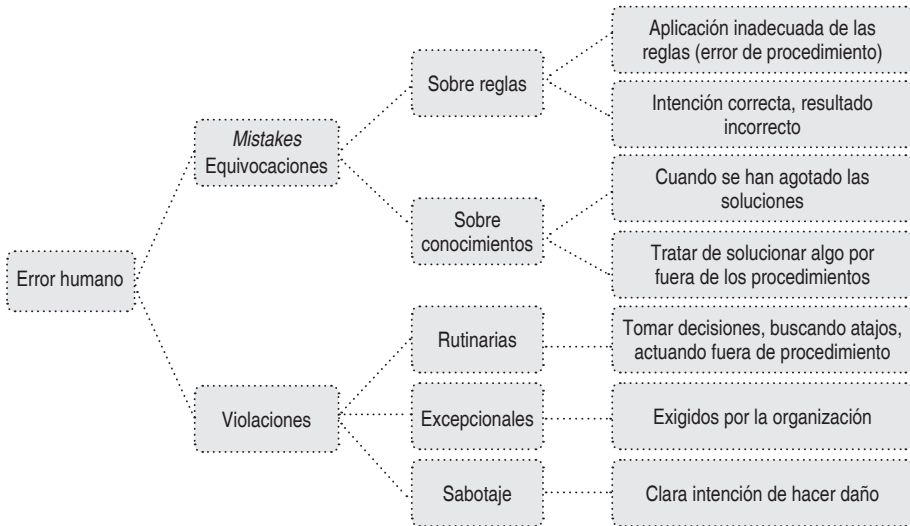 Aplicación inadecuada de las
reglas (error de procedimiento)
Sobre reglas
Intención correcta, resultado
incorrecto
Mistakes
Equivocaciones
Cuando se han agotado las
soluciones
Sobre
conocimientos
Tratar de solucionar algo por
fuera de los procedimientos
Error humano
Rutinarias
Tomar decisiones, buscando atajos,
actuando fuera de procedimiento
Violaciones
Excepcionales
Exigidos por la organización
Sabotaje
Clara intención de hacer daño